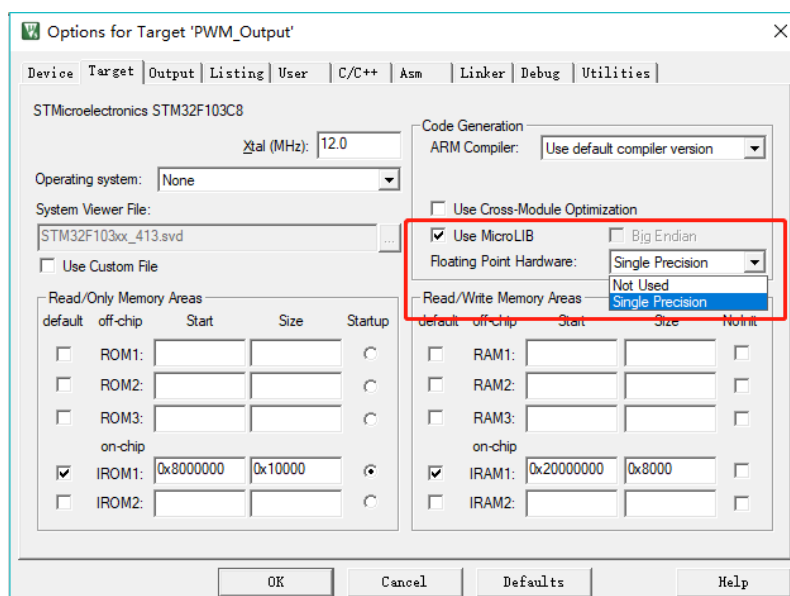 Options for Target 'PWM_Output'
Device Target Output Listing User C/C++ Asm Linker Debug Utilities
STMicroelectronics STM32F103C8
Xtal (MHz): 12.0
Operating system: None
System Viewer File:
STM32F103xx_413.svd ...
Use Custom File
Code Generation
ARM Compiler: Use default compiler version
Use Cross-Module Optimization
Use MicroLIB Big Endian
Floating Point Hardware: Single Precision
Not Used
Single Precision
Read/Only Memory Areas
default off-chip Start Size Startup
ROM1:
ROM2:
ROM3:
on-chip
IROM1: 0x8000000 0x10000
IROM2:
Read/Write Memory Areas
default off-chip Start Size NoInit
RAM1:
RAM2:
RAM3:
on-chip
IRAM1: 0x20000000 0x8000
IRAM2:
OK Cancel Defaults Help